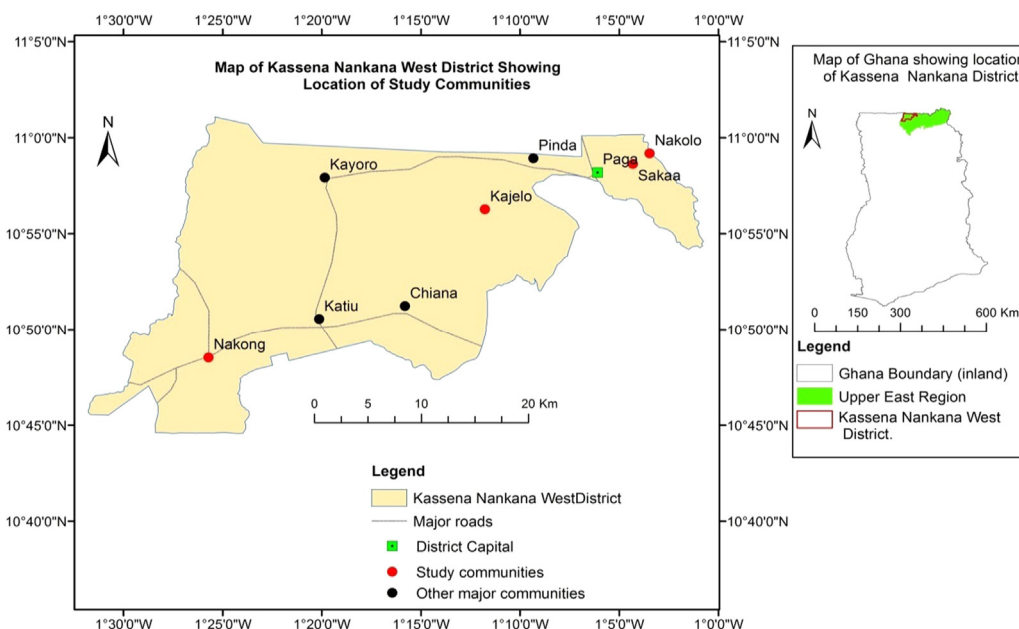 1°30'0"W 1°25'0"W 1°20'0"W 1°15'0"W 1°10'0"W 1°5'0"W 1°0'0"W
11°5'0"N 11°5'0"N
Map of Kassena Nankana West District Showing
Location of Study Communities
N
11°0'0"N 11°0'0"N
Pinda
Nakolo
Kayoro
Paga
Sakaa
Kajelo
10°55'0"N 10°55'0"N
Chiana
Katiu
10°50'0"N 10°50'0"N
Nakong
0 5 10 20 Km
10°45'0"N 10°45'0"N
Legend
Kassena Nankana WestDistrict
10°40'0"N 10°40'0"N
Major roads
District Capital
Study communities
Other major communities
1°30'0"W 1°25'0"W 1°20'0"W 1°15'0"W 1°10'0"W 1°5'0"W 1°0'0"W
Map of Ghana showing location
of Kassena Nankana District
N
0 150 300 600 Km
Legend
Ghana Boundary (inland)
Upper East Region
Kassena Nankana West
District.